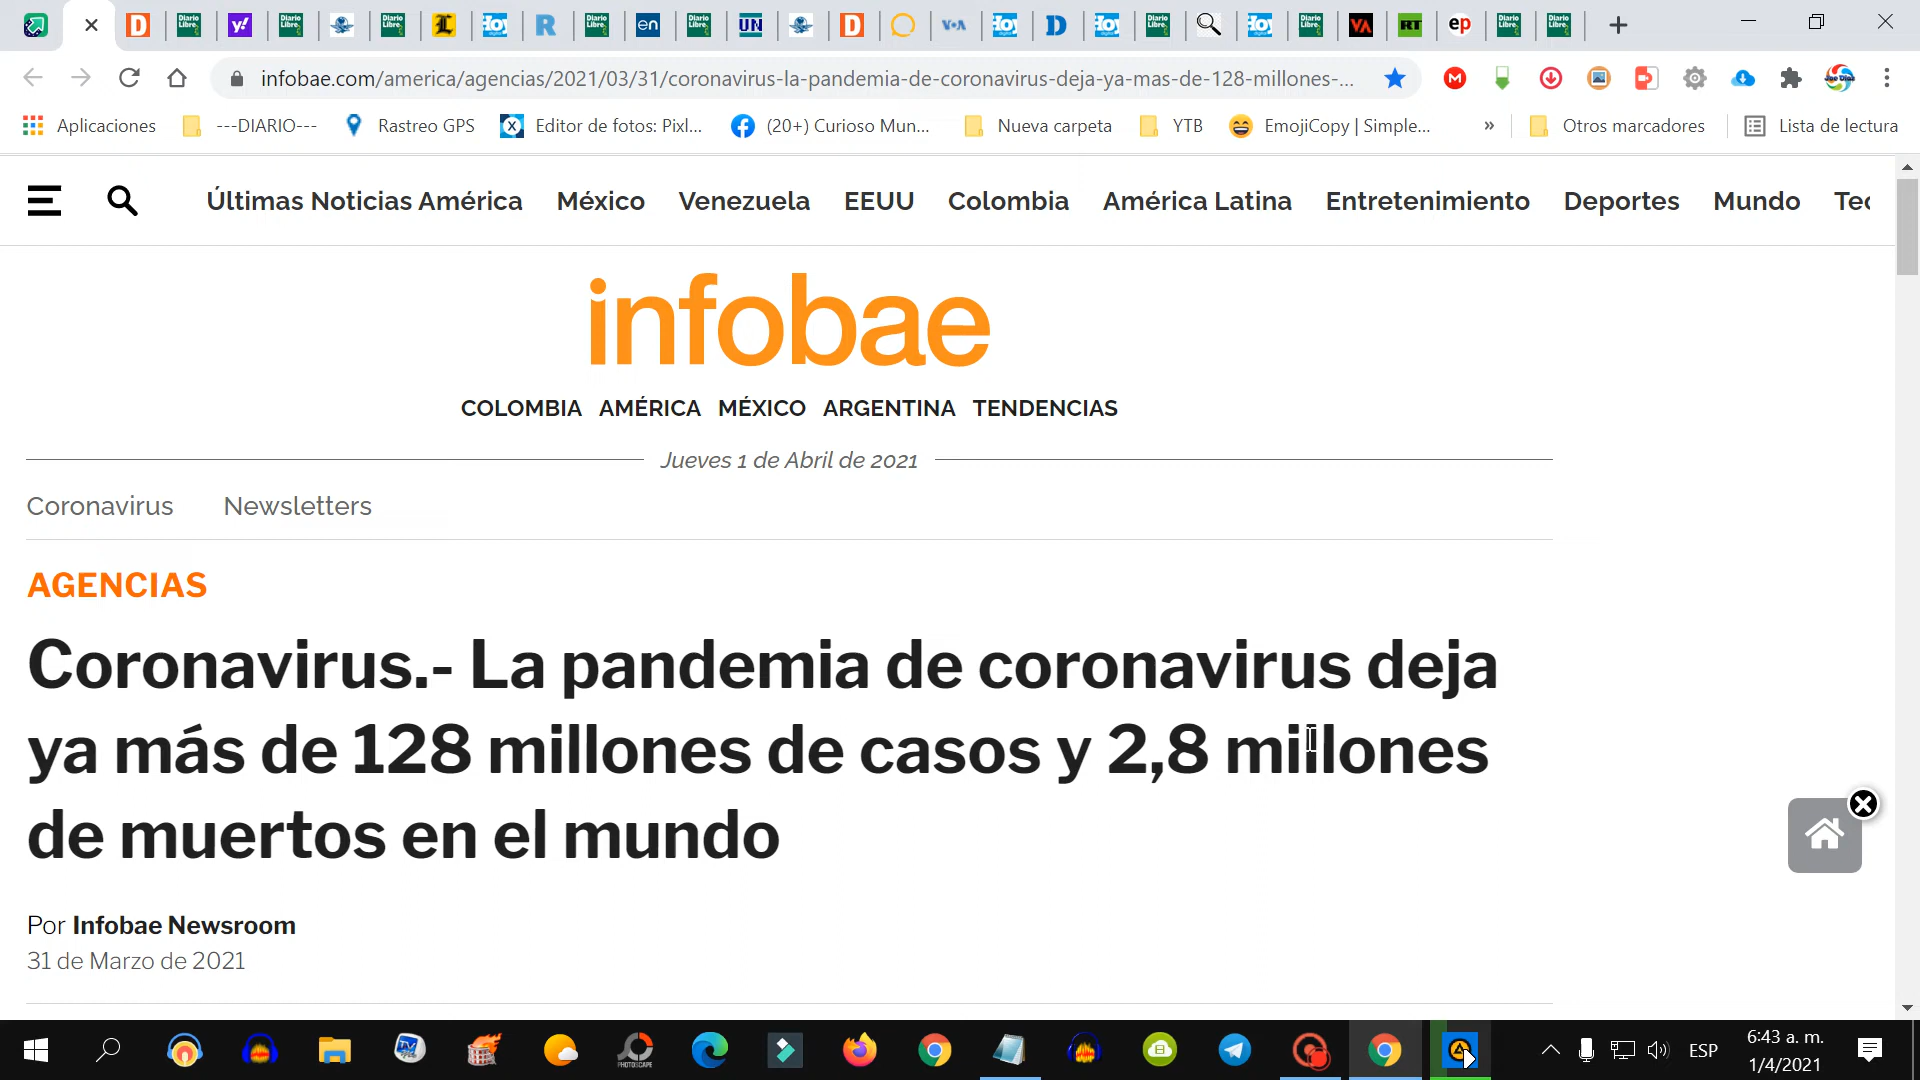 infobae.com/america/agencias/2021/03/31/coronavirus-la-pandemia-de-coronavirus-deja-ya-mas-de-128-millones-...
Aplicaciones ---DIARIO--- Rastreo GPS Editor de fotos: Pixl... (20+) Curioso Mun... Nueva carpeta YTB EmojiCopy | Simple... » Otros marcadores Lista de lectura
Últimas Noticias América México Venezuela EEUU Colombia América Latina Entretenimiento Deportes Mundo Tec
infobae
COLOMBIA AMÉRICA MÉXICO ARGENTINA TENDENCIAS
Jueves 1 de Abril de 2021
Coronavirus Newsletters
AGENCIAS
Coronavirus.- La pandemia de coronavirus deja
ya más de 128 millones de casos y 2,8 millones
de muertos en el mundo
Por Infobae Newsroom
31 de Marzo de 2021
ESP
6:43 a. m.
1/4/2021